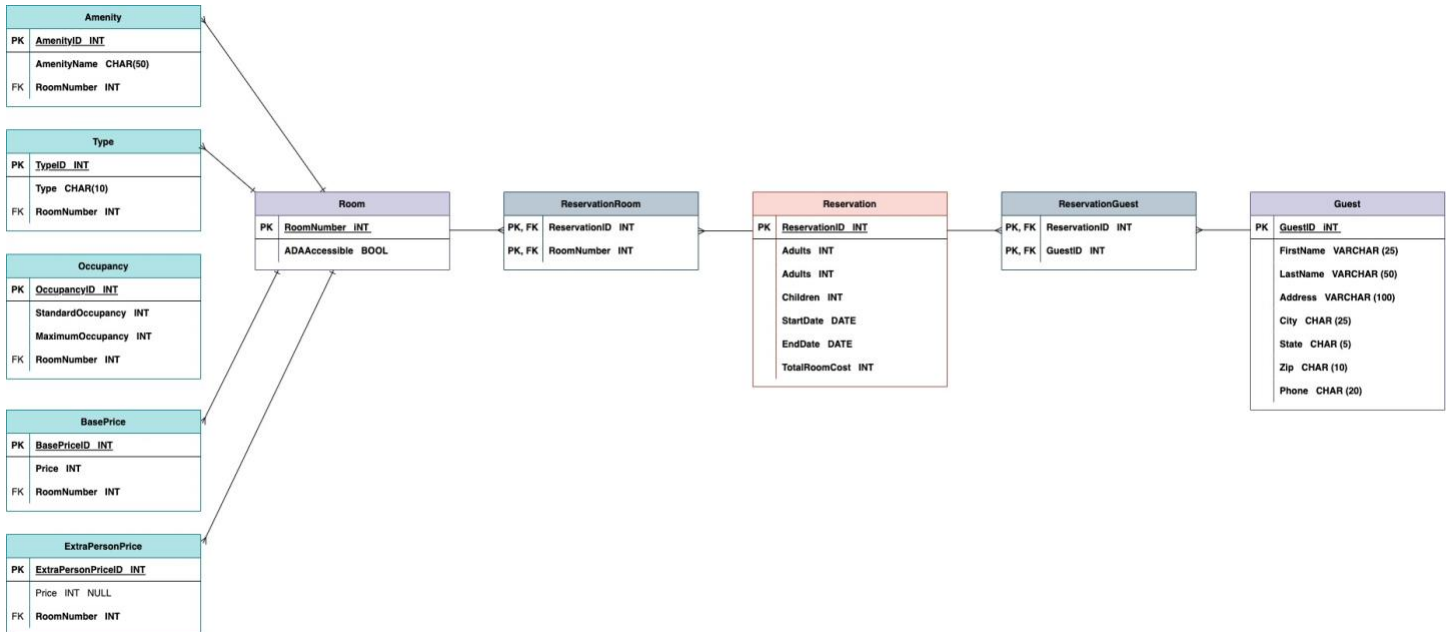 Amenity
PK AmenityID INT
AmenityName CHAR(50)
FK RoomNumber INT
Type
PK TypeID INT
Type CHAR(10)
FK RoomNumber INT
Occupancy
PK OccupancyID INT
StandardOccupancy INT
MaximumOccupancy INT
FK RoomNumber INT
BasePrice
PK BasePriceID INT
Price INT
FK RoomNumber INT
ExtraPersonPrice
PK ExtraPersonPriceID INT
Price INT NULL
FK RoomNumber INT
Room
PK RoomNumber INT
ADAAccessible BOOL
ReservationRoom
PK, FK ReservationID INT
PK, FK RoomNumber INT
Reservation
PK ReservationID INT
Adults INT
Adults INT
Children INT
StartDate DATE
EndDate DATE
TotalRoomCost INT
ReservationGuest
PK, FK ReservationID INT
PK, FK GuestID INT
Guest
PK GuestID INT
FirstName VARCHAR (25)
LastName VARCHAR (50)
Address VARCHAR (100)
City CHAR (25)
State CHAR (5)
Zip CHAR (10)
Phone CHAR (20)